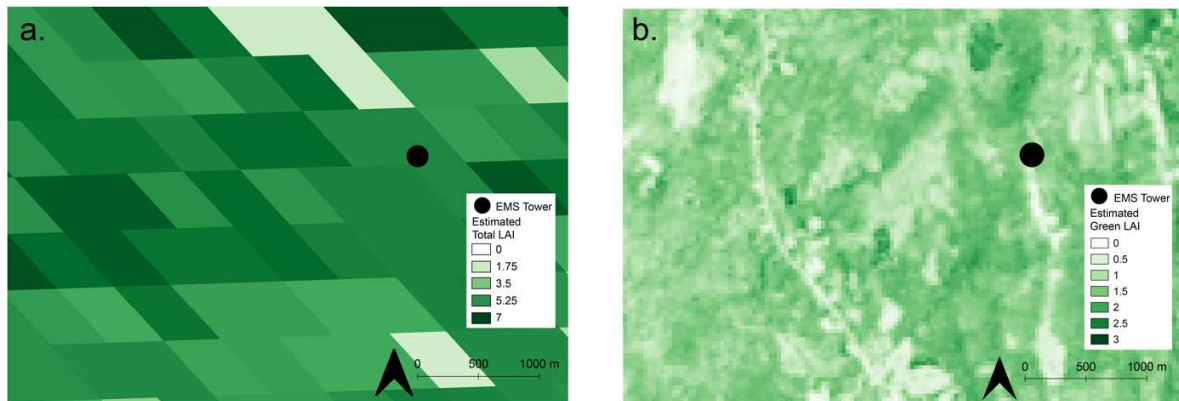 a.
EMS Tower
Estimated
Total LAI
0
1.75
3.5
5.25
7
0 500 1000 m
b.
EMS Tower
Estimated
Green LAI
0
0.5
1
1.5
2
2.5
3
0 500 1000 m